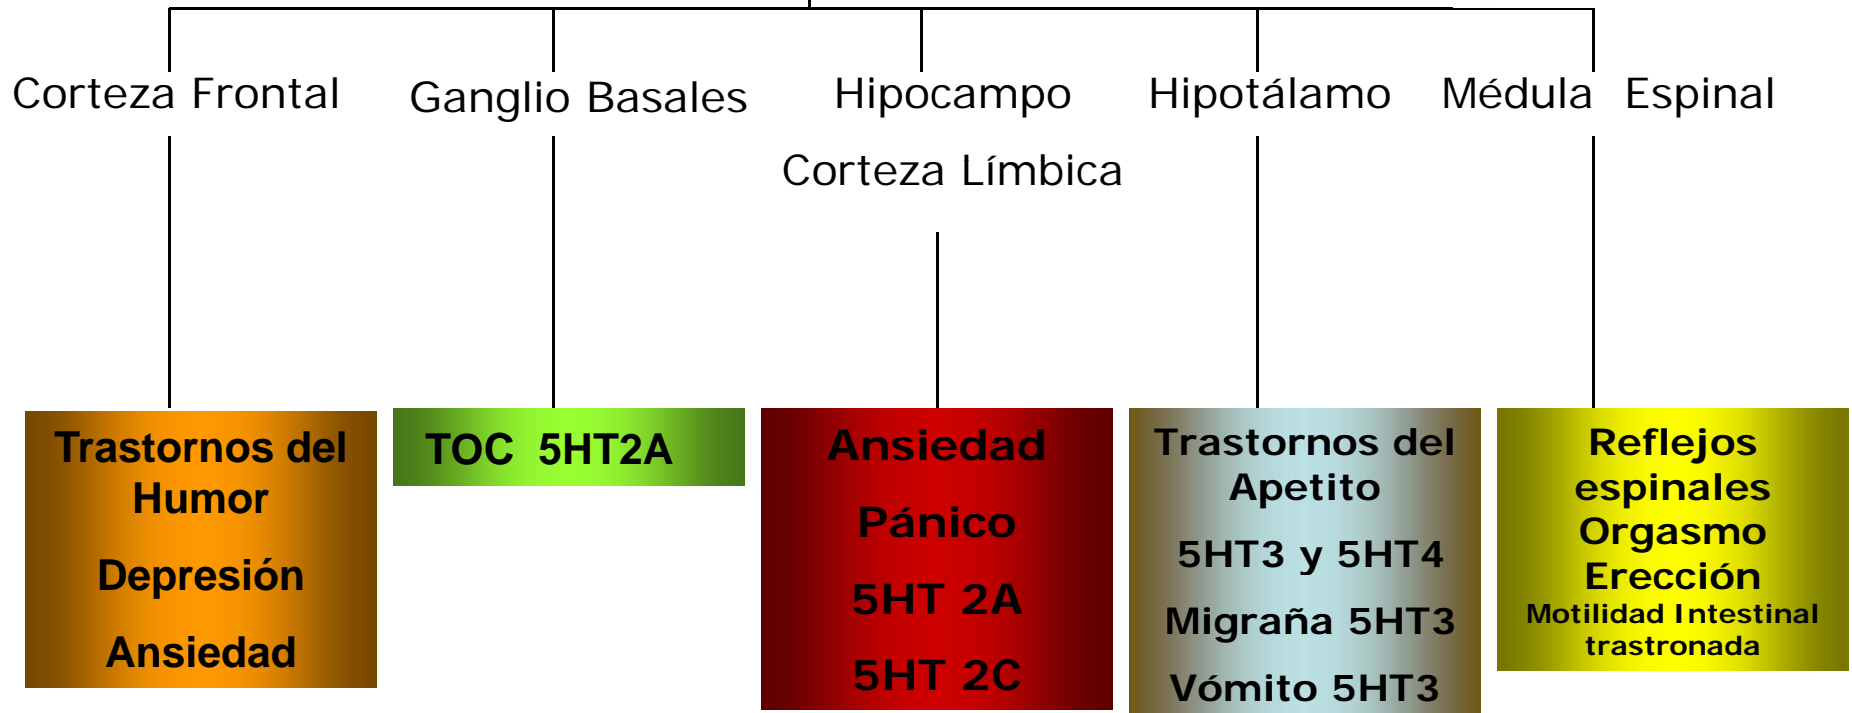 Corteza Frontal
Ganglio Basales
Hipocampo
Corteza Límbica
Hipotálamo
Médula Espinal
Trastornos del
Humor
Depresión
Ansiedad
TOC 5HT2A
Ansiedad
Pánico
5HT 2A
5HT 2C
Trastornos del
Apetito
5HT3 y 5HT4
Migraña 5HT3
Vómito 5HT3
Reflejos
espinales
Orgasmo
Erección
Motilidad Intestinal
trastronada